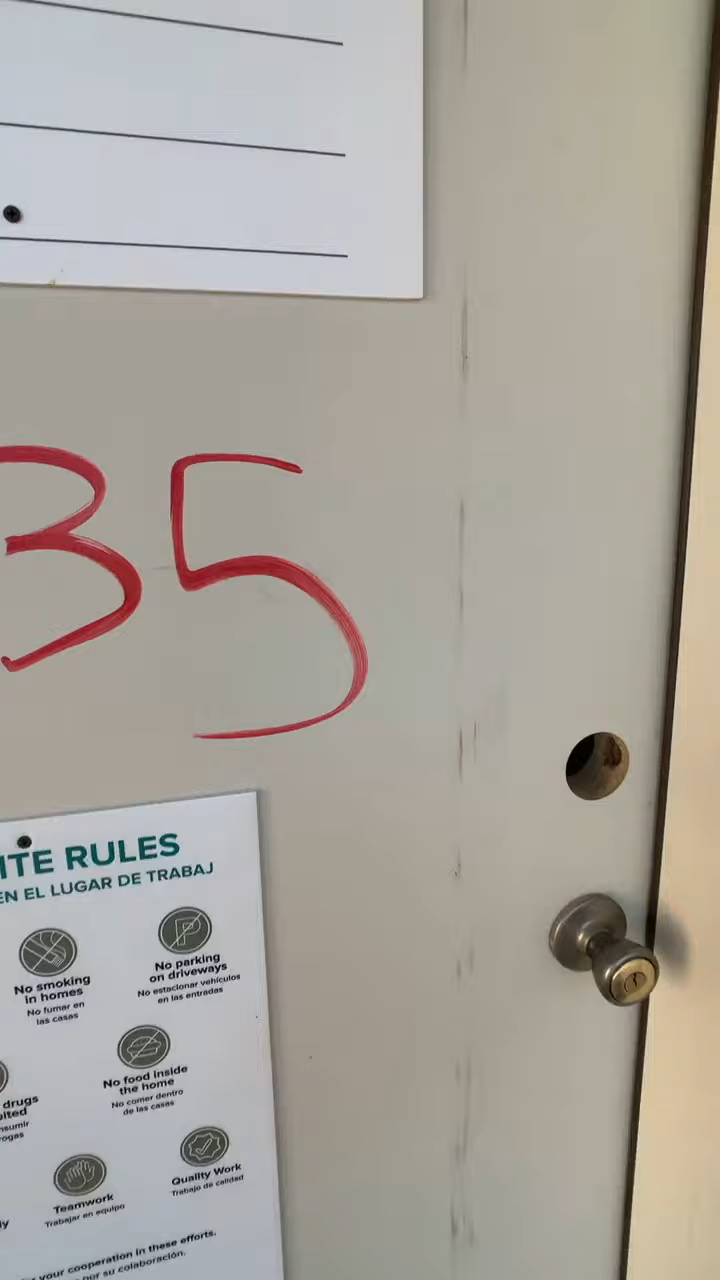 35
ITE RULES
EN EL LUGAR DE TRABAJ
No smoking
in homes
No fumar en
las casas
No parking
on driveways
No estacionar vehículos
en las entradas
drugs
No food inside
the home
No comer dentro
de las casas
Teamwork
Trabajar en equipo
Quality Work
Trabajo de calidad
your cooperation in these efforts.
por su colaboración.